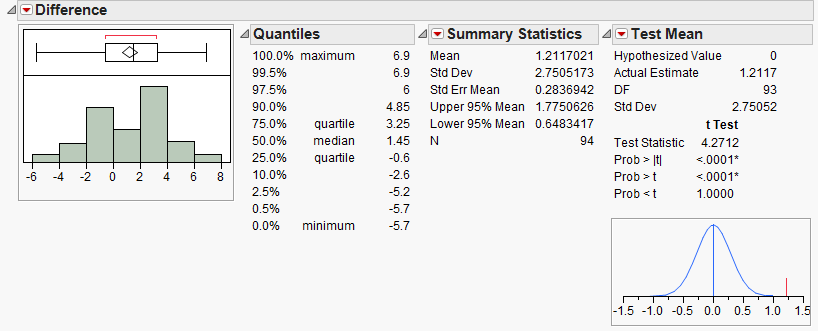 Difference
-6 -4 -2 0 2 4 6 8
Quantiles
100.0% maximum 6.9
99.5% 6.9
97.5% 6
90.0% 4.85
75.0% quartile 3.25
50.0% median 1.45
25.0% quartile -0.6
10.0% -2.6
2.5% -5.2
0.5% -5.7
0.0% minimum -5.7
Summary Statistics
Mean 1.2117021
Std Dev 2.7505173
Std Err Mean 0.2836942
Upper 95% Mean 1.7750626
Lower 95% Mean 0.6483417
N 94
Test Mean
Hypothesized Value 0
Actual Estimate 1.2117
DF 93
Std Dev 2.75052
t Test
Test Statistic 4.2712
Prob > |t| <.0001*
Prob > t <.0001*
Prob < t 1.0000
-1.5 -1.0 -0.5 0.0 0.5 1.0 1.5